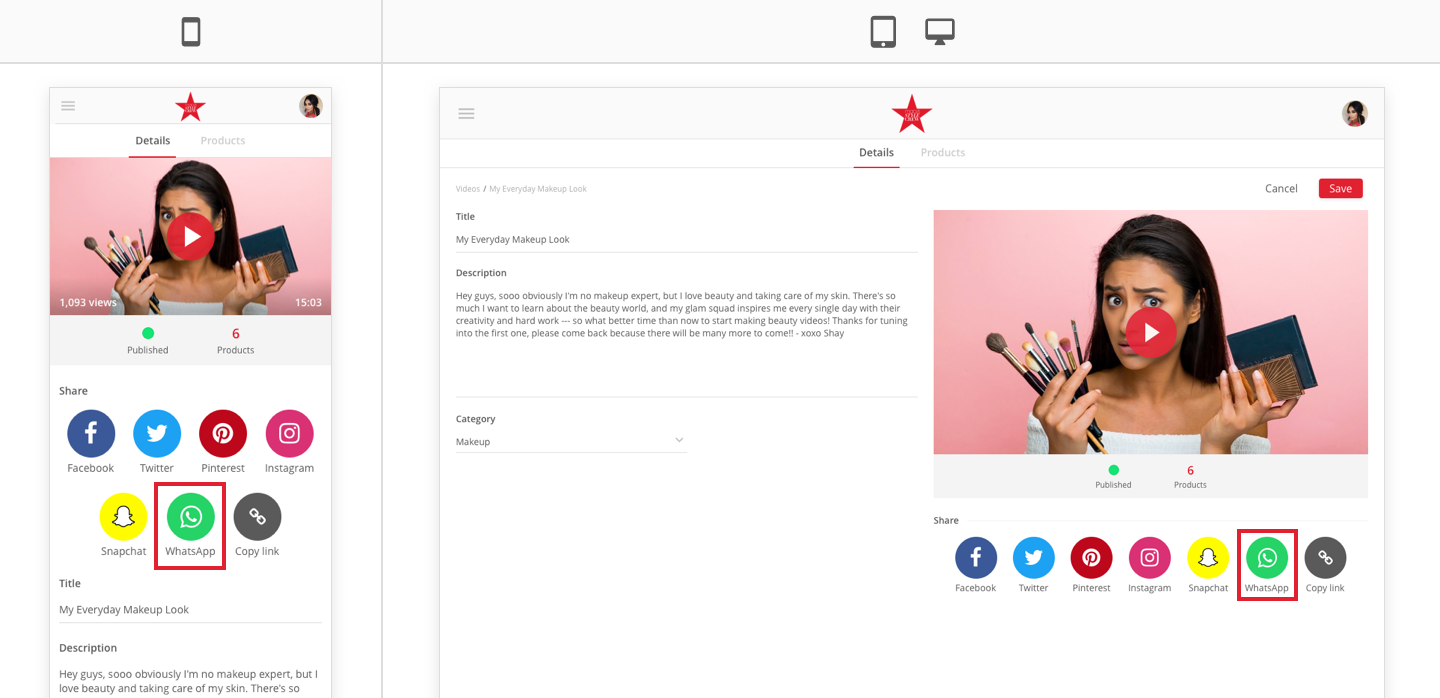 Details Products
1,093 views 15:03
6
Published Products
Share
Facebook Twitter Pinterest Instagram
Snapchat WhatsApp Copy link
Title
My Everyday Makeup Look
Description
Hey guys, sooo obviously I'm no makeup expert, but I
love beauty and taking care of my skin. There's so
Details Products
Videos / My Everyday Makeup Look
Cancel Save
Title
My Everyday Makeup Look
Description
Hey guys, sooo obviously I'm no makeup expert, but I love beauty and taking care of my skin. There's so
much I want to learn about the beauty world, and my glam squad inspires me every single day with their
creativity and hard work --- so what better time than now to start making beauty videos! Thanks for tuning
into the first one, please come back because there will be many more to come!! - xoxo Shay
Category
Makeup
6
Published Products
Share
Facebook Twitter Pinterest Instagram Snapchat WhatsApp Copy link